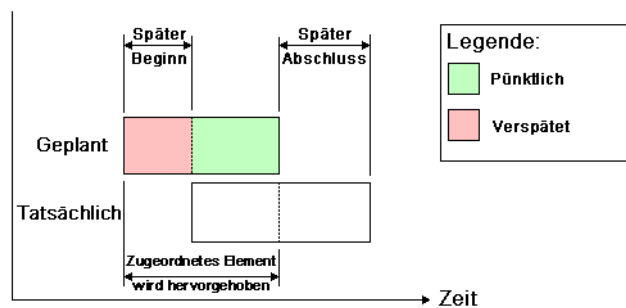 Später
Beginn
Später
Abschluss
Legende:
Pünktlich
Verspätet
Geplant
Tatsächlich
Zugeordnetes Element
wird hervorgehoben
Zeit